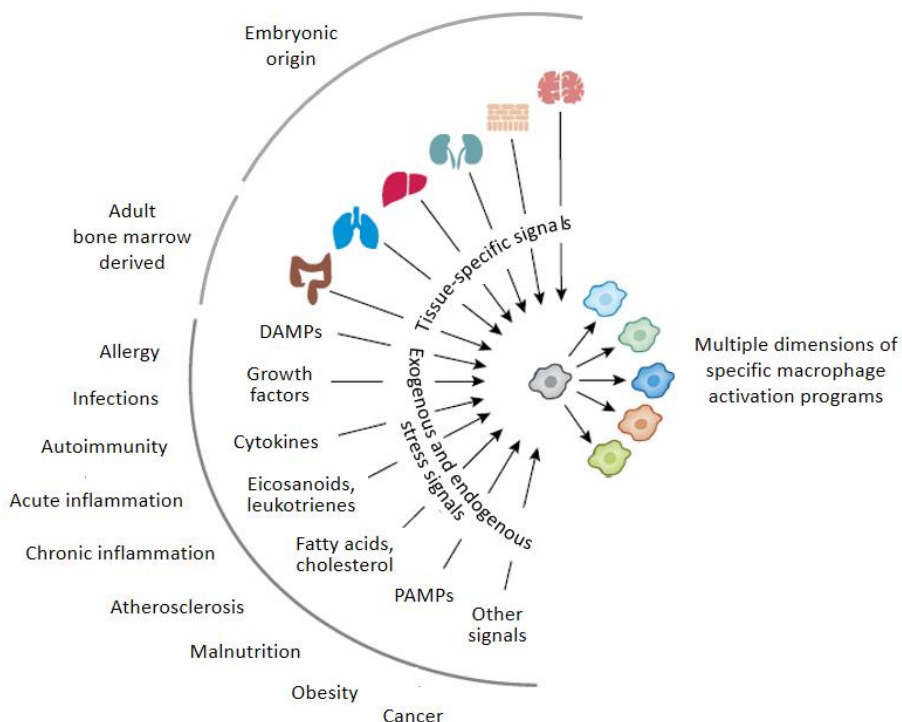 Embryonic
origin
Adult
bone marrow
derived
Tissue-specific signals
DAMPs
Growth
factors
Cytokines
Eicosanoids,
leukotrienes
Fatty acids,
cholesterol
PAMPs
Other
signals
Exogenous and endogenous
stress signals
Multiple dimensions of
specific macrophage
activation programs
Allergy
Infections
Autoimmunity
Acute inflammation
Chronic inflammation
Atherosclerosis
Malnutrition
Obesity
Cancer